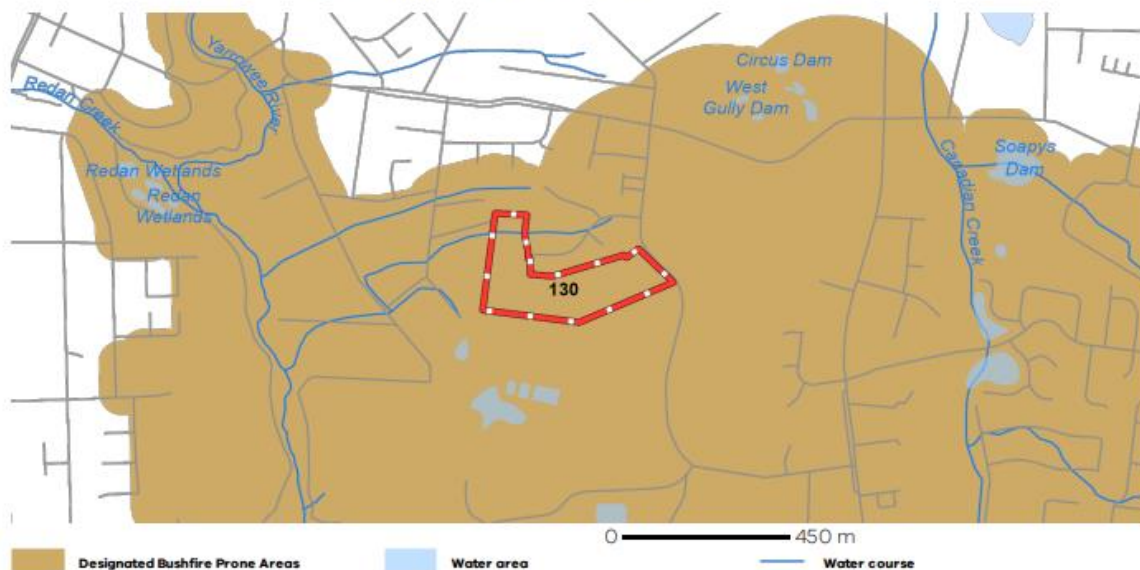 Circus Dam
West
Gully Dam
Yarrowee River
Redan Creek
Canadian Creek
Soapys
Dam
Redan Wetlands
Redan
Wetlands
130
0
450 m
Designated Bushfire Prone Areas
Water area
Water course